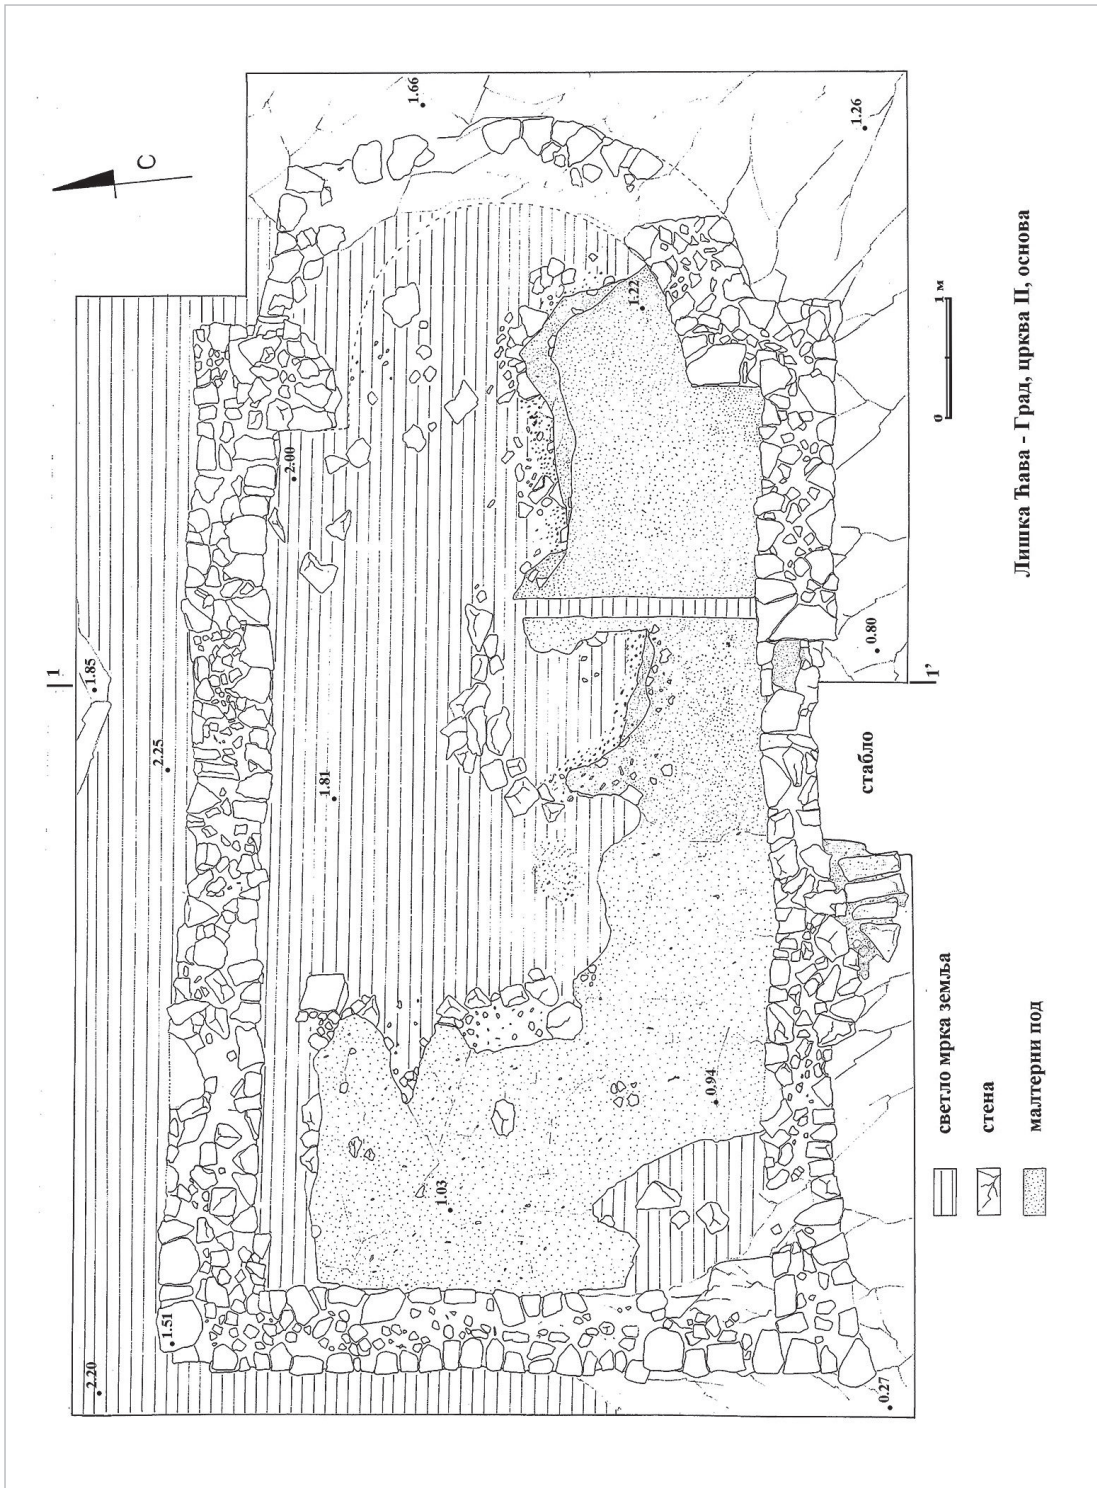 С
1
1.85
2.25
2.20
1.51
2.00
1.81
1.66
1.26
1.22
0.80
1'
стабло
1.03
0.94
0.27
0 1 м
светло мрка земља
стена
малтерни под
Лишка Ћава - Град, црква II, основа